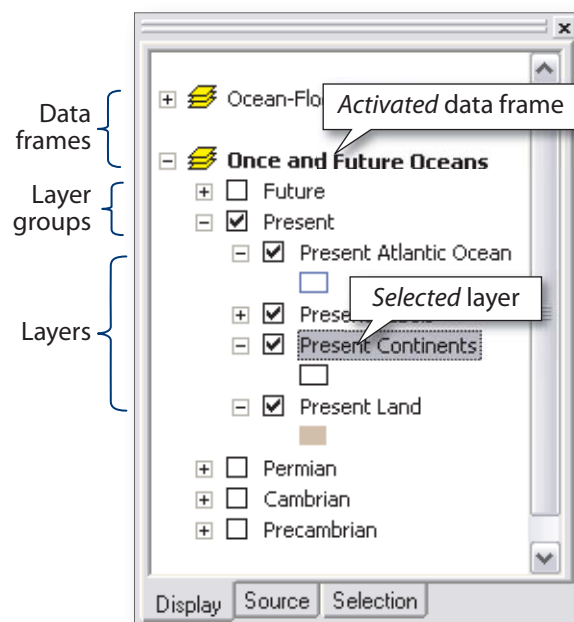 Data frames
Ocean-Flo
Activated data frame
Once and Future Oceans
Layer groups
Future
Present
Layers
Present Atlantic Ocean
Selected layer
Present
Present Continents
Present Land
Permian
Cambrian
Precambrian
Display Source Selection